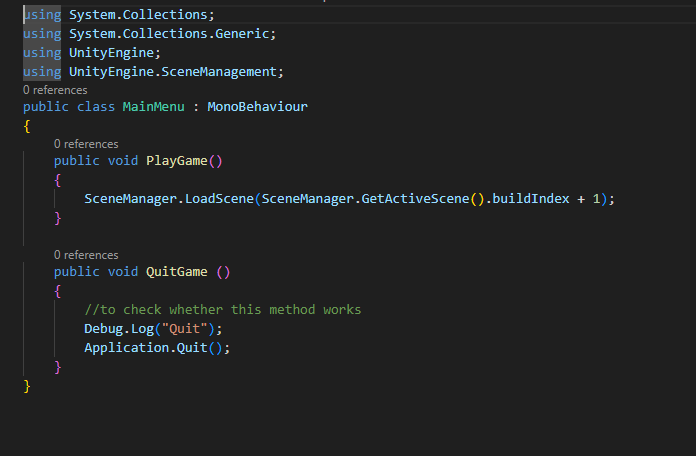 using System.Collections;
using System.Collections.Generic;
using UnityEngine;
using UnityEngine.SceneManagement;
0 references
public class MainMenu : MonoBehaviour
{
0 references
public void PlayGame()
{
SceneManager.LoadScene(SceneManager.GetActiveScene().buildIndex + 1);
}
0 references
public void QuitGame ()
{
//to check whether this method works
Debug.Log("Quit");
Application.Quit();
}
}